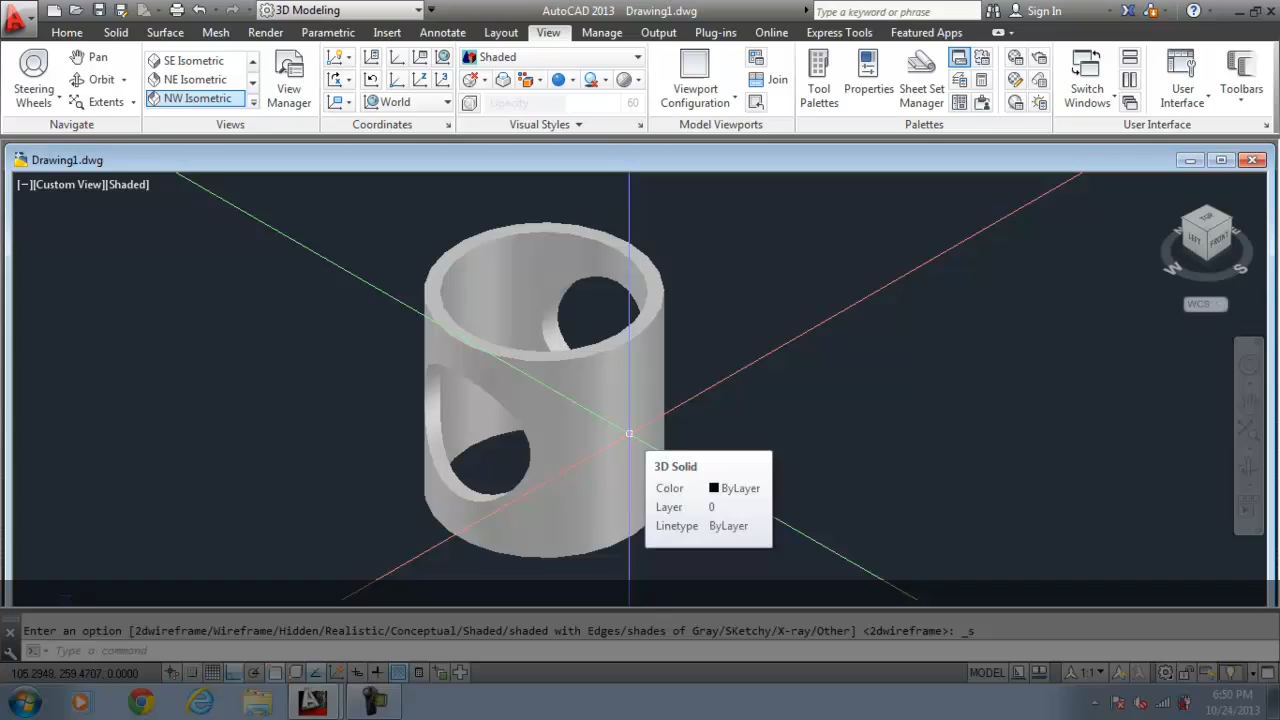 3D Modeling
AutoCAD 2013 Drawing1.dwg
Type a keyword or phrase
Sign In
Home Solid Surface Mesh Render Parametric Insert Annotate Layout View Manage Output Plug-ins Online Express Tools Featured Apps
Steering Wheels
Pan
Orbit
Extents
Navigate
SE Isometric
NE Isometric
NW Isometric
View Manager
Views
World
Coordinates
Shaded
Opacity 60
Visual Styles
Viewport Configuration
Join
Model Viewports
Tool Palettes
Properties
Sheet Set Manager
Palettes
Switch Windows
User Interface
Toolbars
User Interface
Drawing1.dwg
[−][Custom View][Shaded]
TOP
LEFT FRONT
N E
W S
WCS
3D Solid
Color ByLayer
Layer 0
Linetype ByLayer
Enter an option [2dwireframe/Wireframe/Hidden/Realistic/Conceptual/Shaded/shaded with Edges/shades of Gray/SKetchy/X-ray/Other] <2dwireframe>: _s
Type a command
105.2948, 259.4707, 0.0000
MODEL
1:1
6:50 PM
10/24/2013